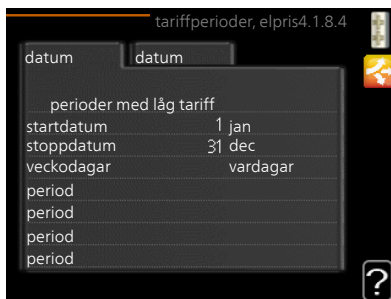 tariffperioder, elpris4.1.8.4
datum datum
perioder med låg tariff
startdatum 1 jan
stoppdatum 31 dec
veckodagar vardagar
period
period
period
period
?